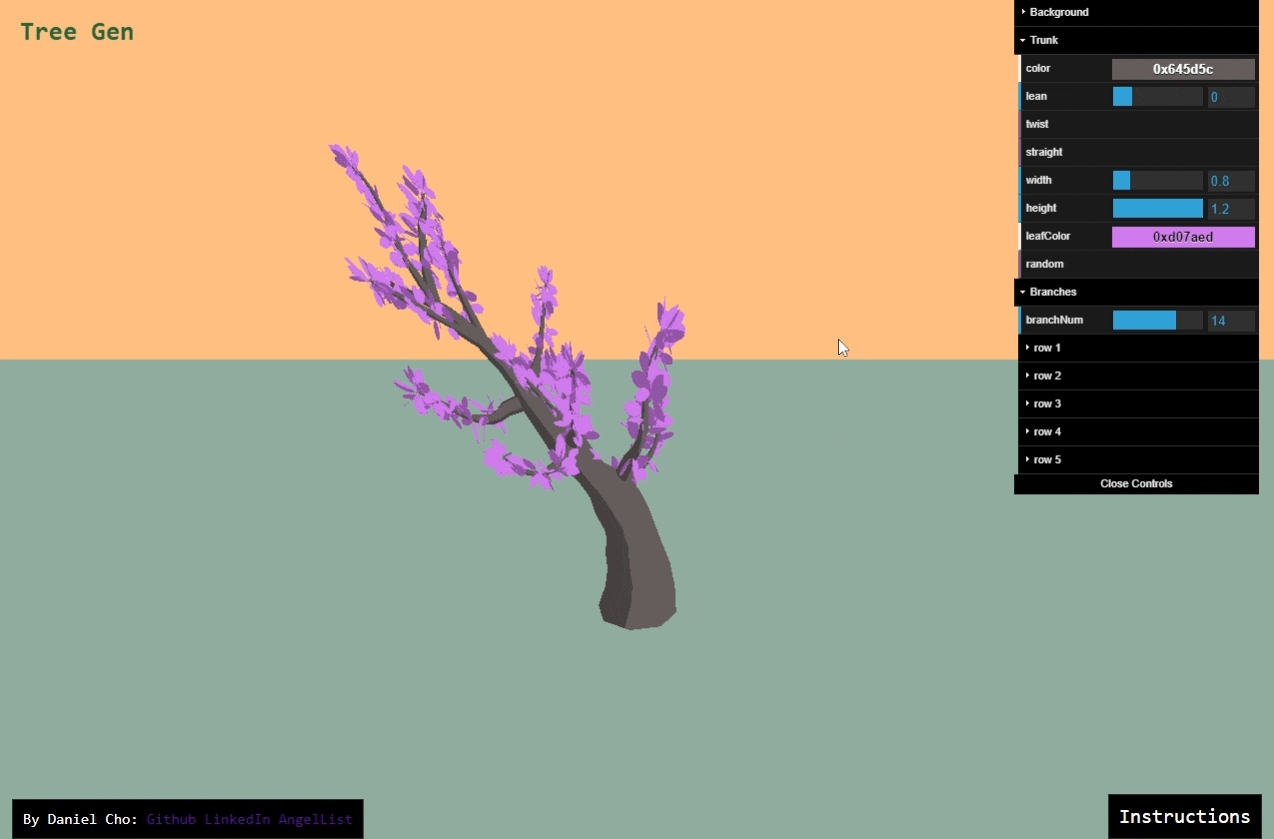 Tree Gen
Background
Trunk
color 0x645d5c
lean 0
twist
straight
width 0.8
height 1.2
leafColor 0xd07aed
random
Branches
branchNum 14
row 1
row 2
row 3
row 4
row 5
Close Controls
By Daniel Cho: Github LinkedIn AngelList
Instructions